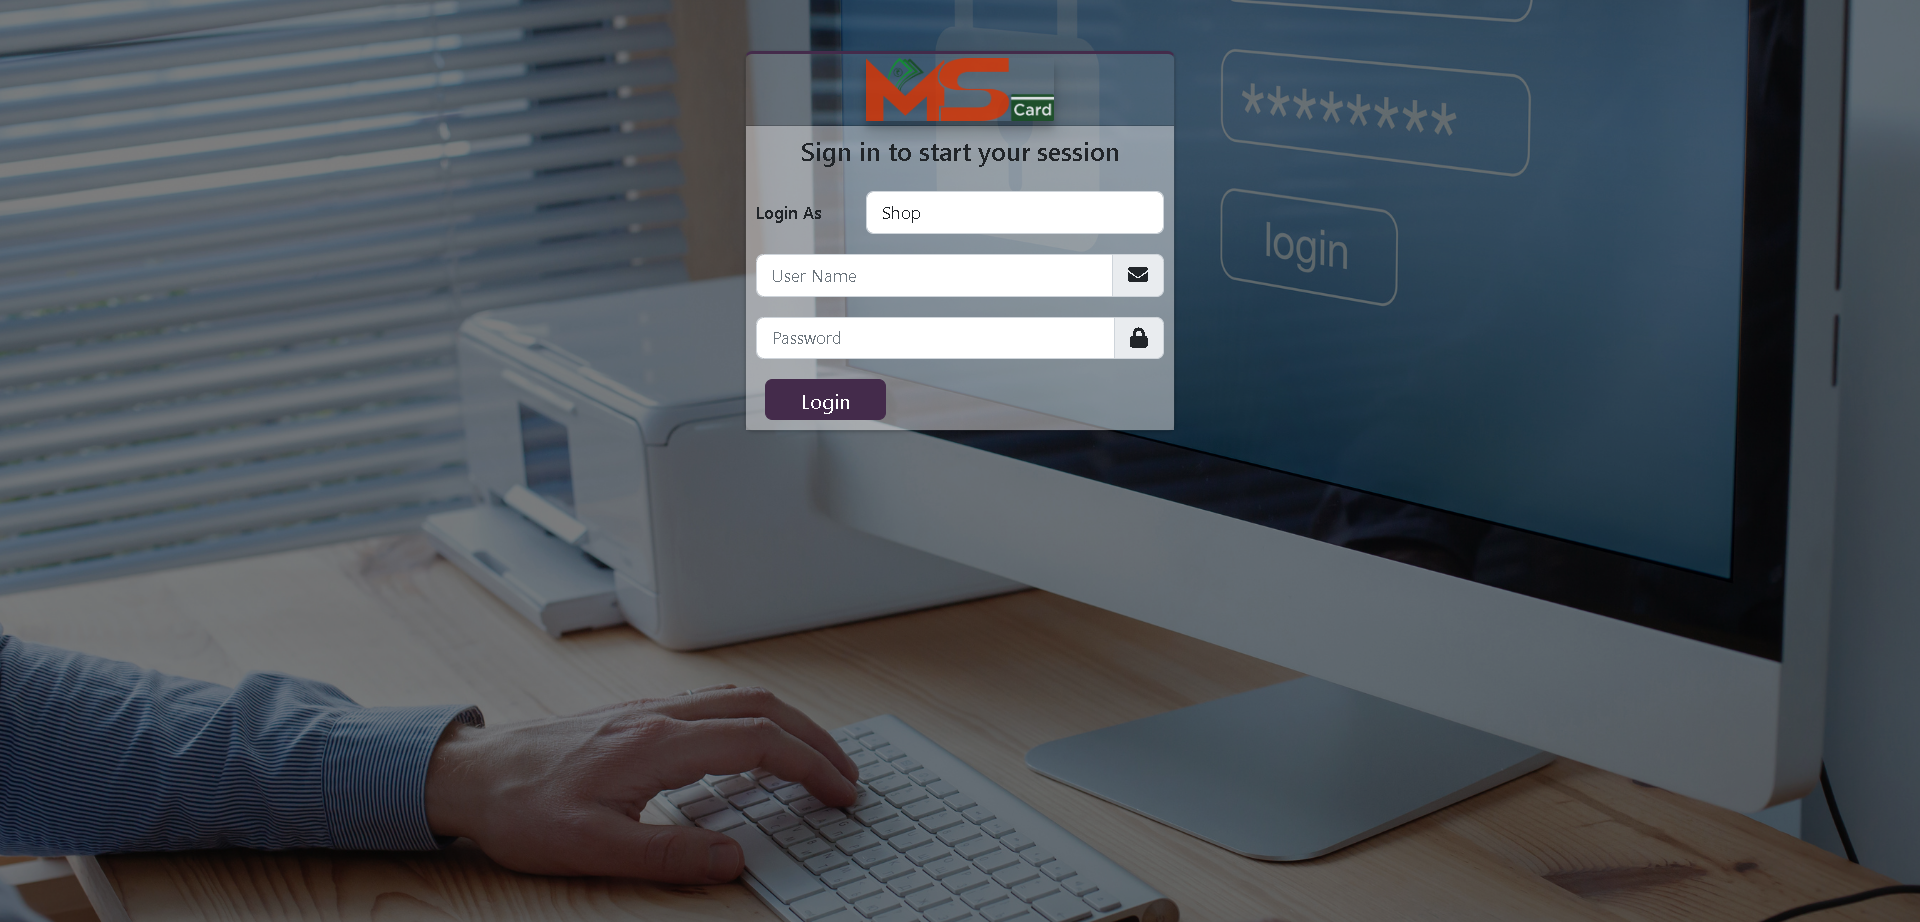 MS Card
Sign in to start your session
Login As
Shop
User Name
Password
Login
********
login